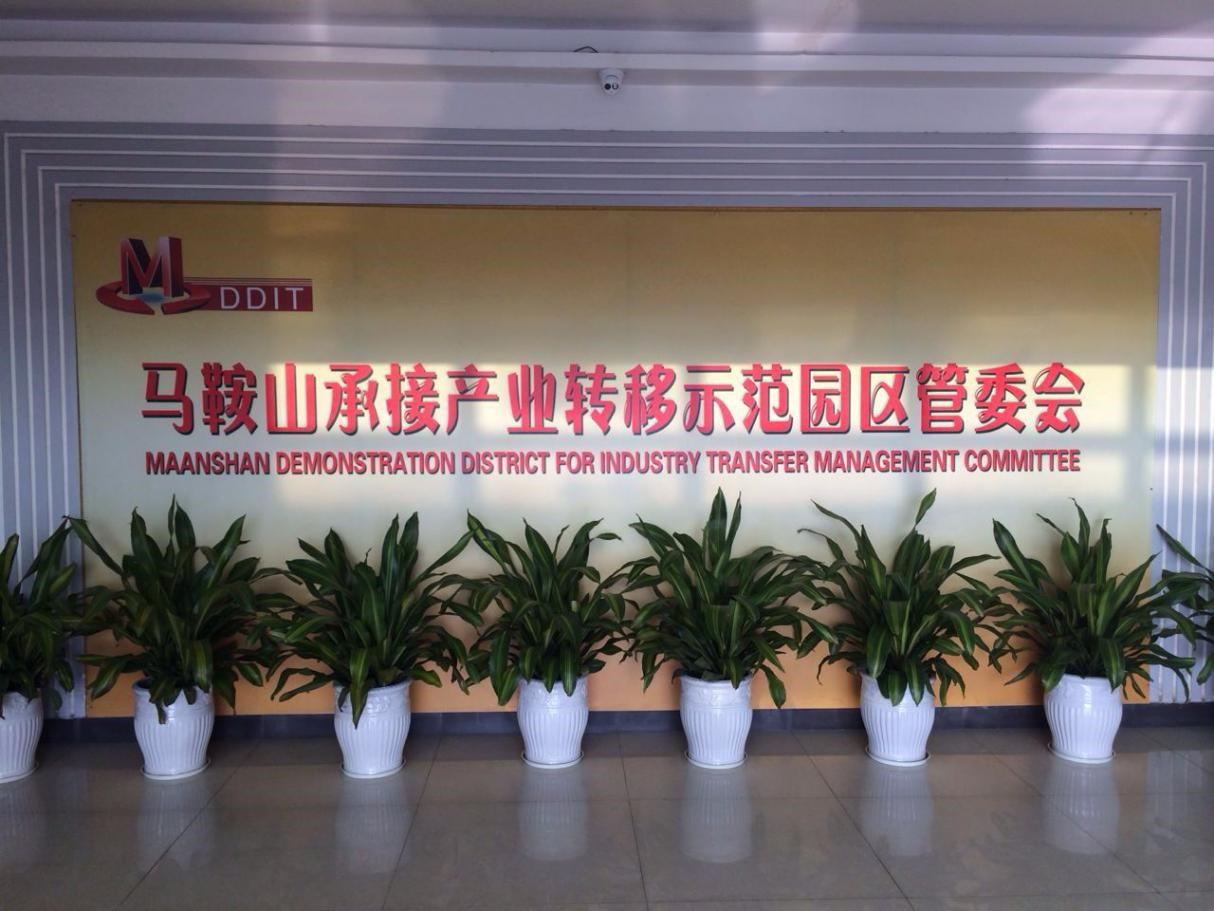 M
DDIT
马鞍山承接产业转移示范园区管委会
MAANSHAN DEMONSTRATION DISTRICT FOR INDUSTRY TRANSFER MANAGEMENT COMMITTEE